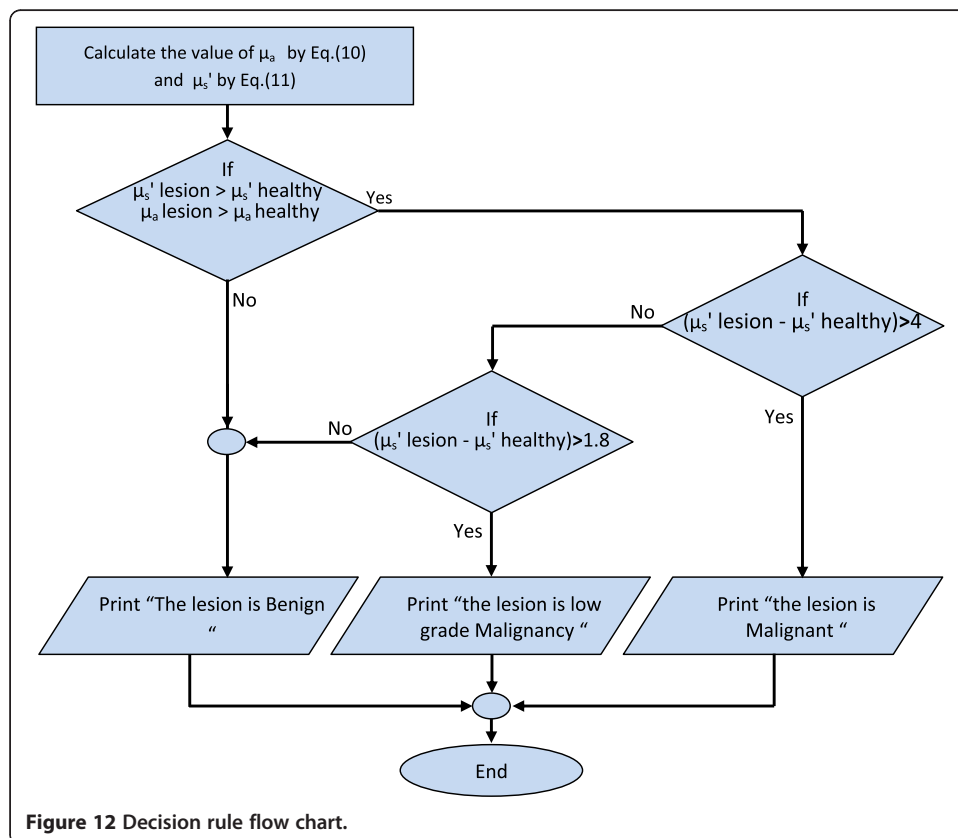 Calculate the value of μa by Eq.(10)
and μs' by Eq.(11)
If
μs' lesion > μs' healthy
μa lesion > μa healthy
Yes
No
If
(μs' lesion - μs' healthy)>4
No
Yes
If
(μs' lesion - μs' healthy)>1.8
No
Yes
Print “The lesion is Benign
“
Print “the lesion is low
grade Malignancy “
Print “the lesion is
Malignant “
End
Figure 12 Decision rule flow chart.